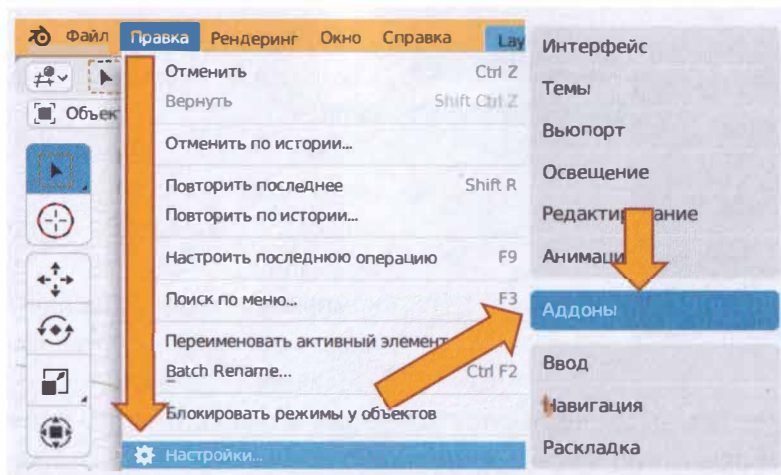 Файл Правка Рендеринг Окно Справка Lay
Объек
Отменить Ctrl Z
Вернуть Shift Ctrl Z
Отменить по истории...
Повторить последнее Shift R
Повторить по истории...
Настроить последнюю операцию F9
Поиск по меню... F3
Переименовать активный элемент
Batch Rename... Ctrl F2
Блокировать режимы у объектов
Настройки...
Интерфейс
Темы
Вьюпорт
Освещение
Анимаци
Аддоны
Ввод
Навигация
Раскладка